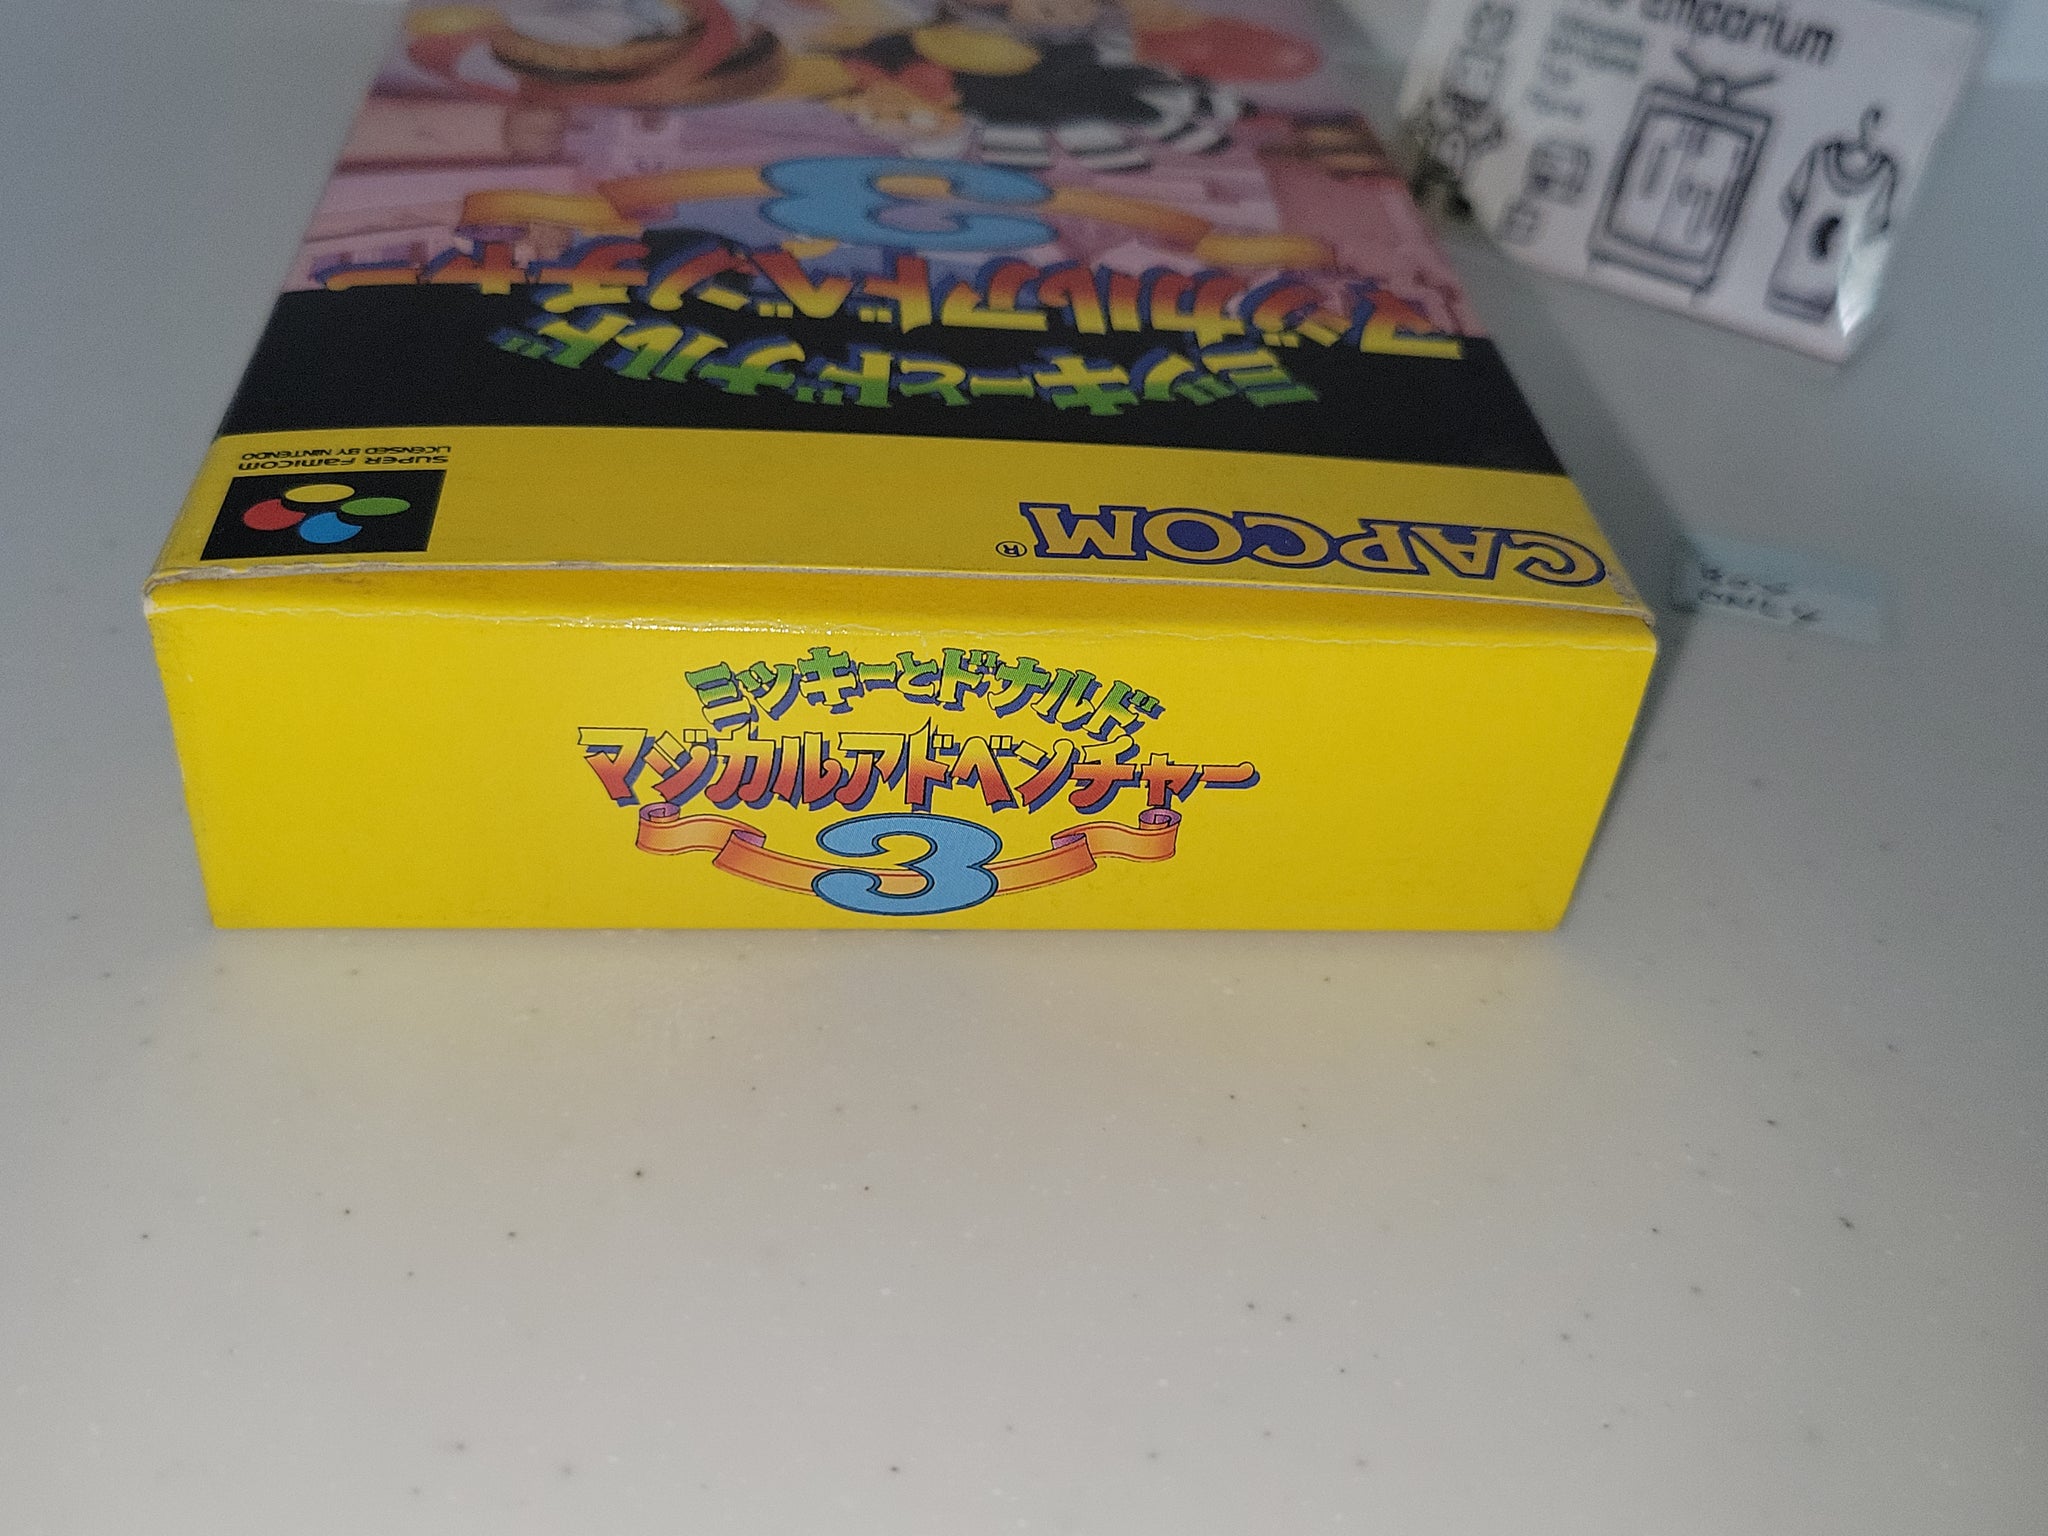 ミッキーとドナルド
マジカルアドベンチャー
3
CAPCOM®
SUPER Famicom
LICENSED BY NINTENDO
ミッキーとドナルド
マジカルアドベンチャー
3
emporium